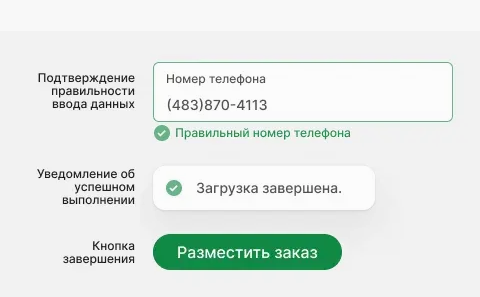 Подтверждение
правильности
ввода данных
Номер телефона
(483)870-4113
Правильный номер телефона
Уведомление об
успешном
выполнении
Загрузка завершена.
Кнопка
завершения
Разместить заказ